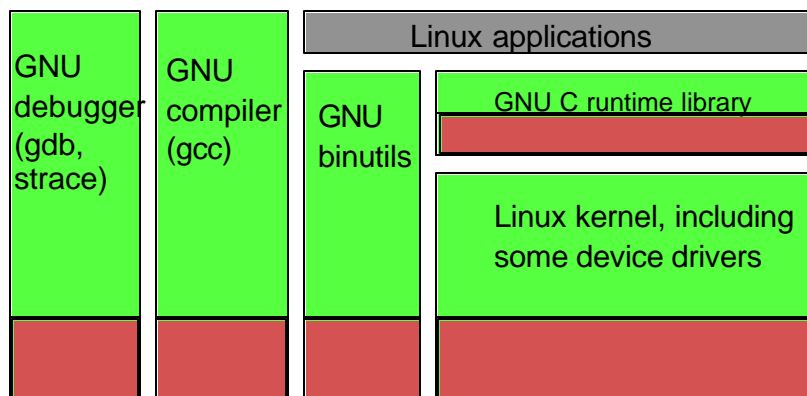 GNU
debugger
(gdb,
strace)
GNU
compiler
(gcc)
Linux applications
GNU
binutils
GNU C runtime library
Linux kernel, including
some device drivers